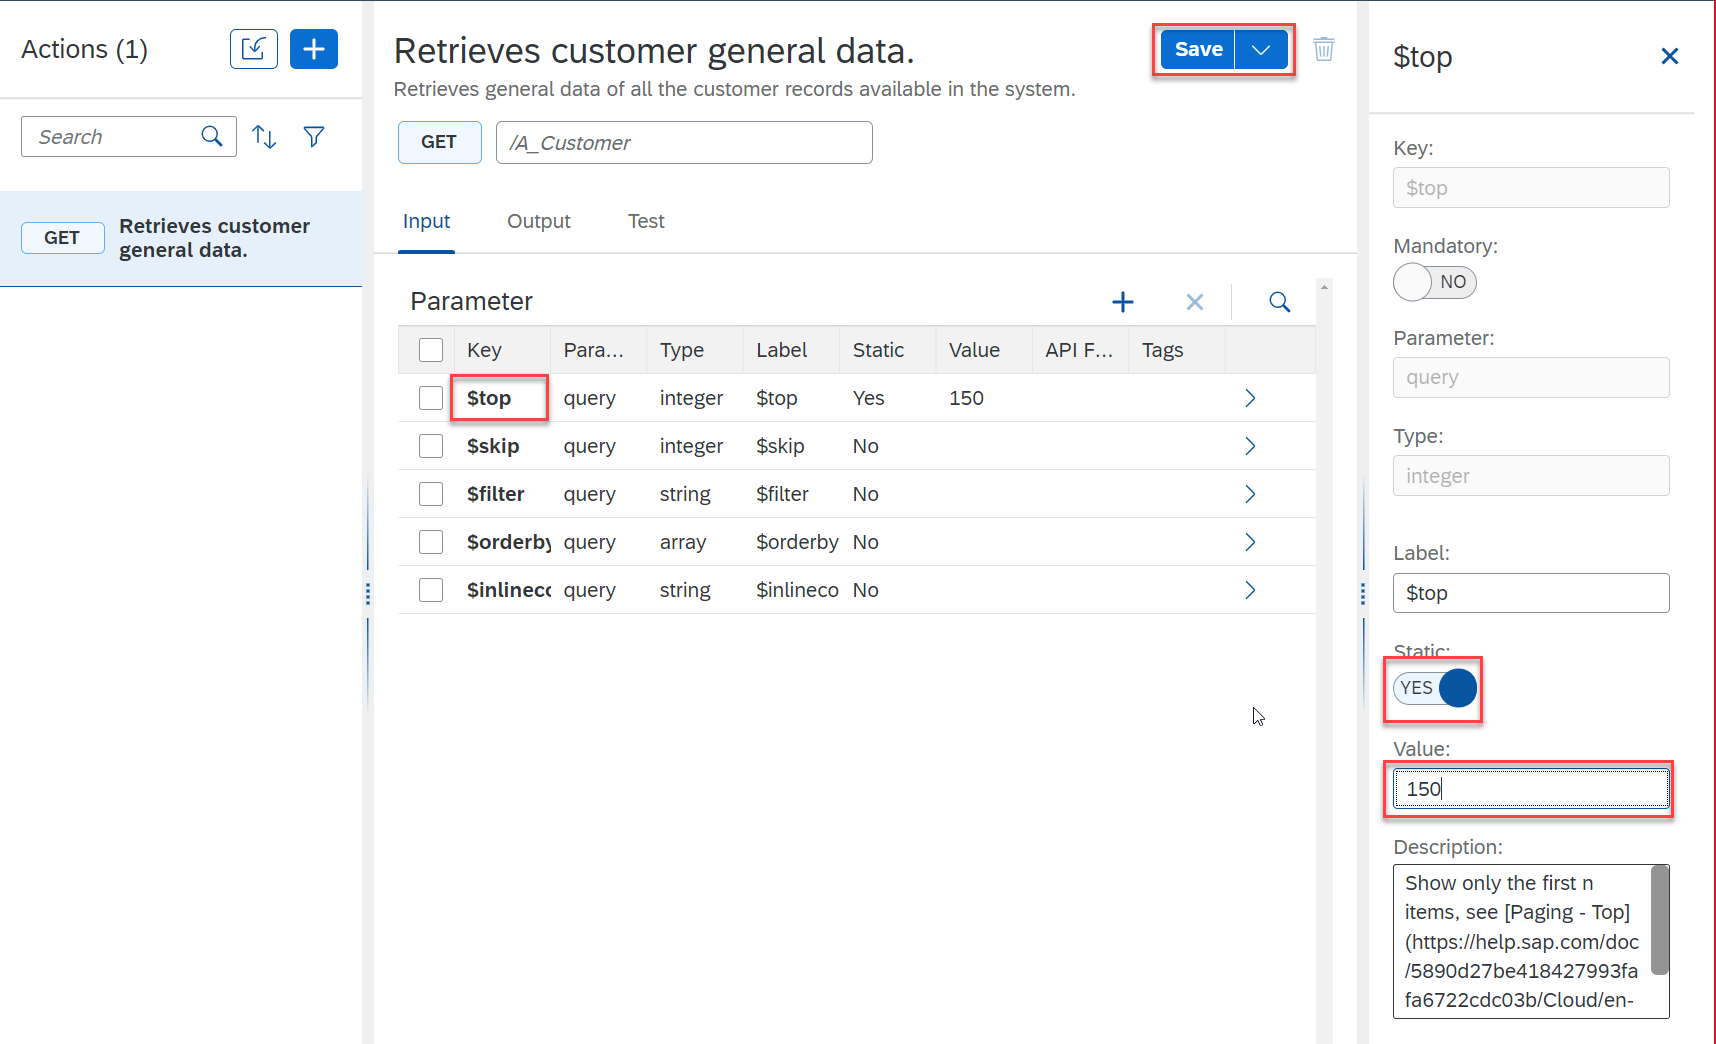 Actions (1)
Search
GET
Retrieves customer
general data.
Retrieves customer general data.
Save
Retrieves general data of all the customer records available in the system.
GET
/A_Customer
Input
Output
Test
Parameter
Key Para... Type Label Static Value API F... Tags
$top query integer $top Yes 150
$skip query integer $skip No
$filter query string $filter No
$orderby query array $orderby No
$inlinec query string $inlineco No
$top
Key:
$top
Mandatory:
NO
Parameter:
query
Type:
integer
Label:
$top
Static:
YES
Value:
150
Description:
Show only the first n
items, see [Paging - Top]
(https://help.sap.com/doc
/5890d27be418427993fa
fa6722cdc03b/Cloud/en-